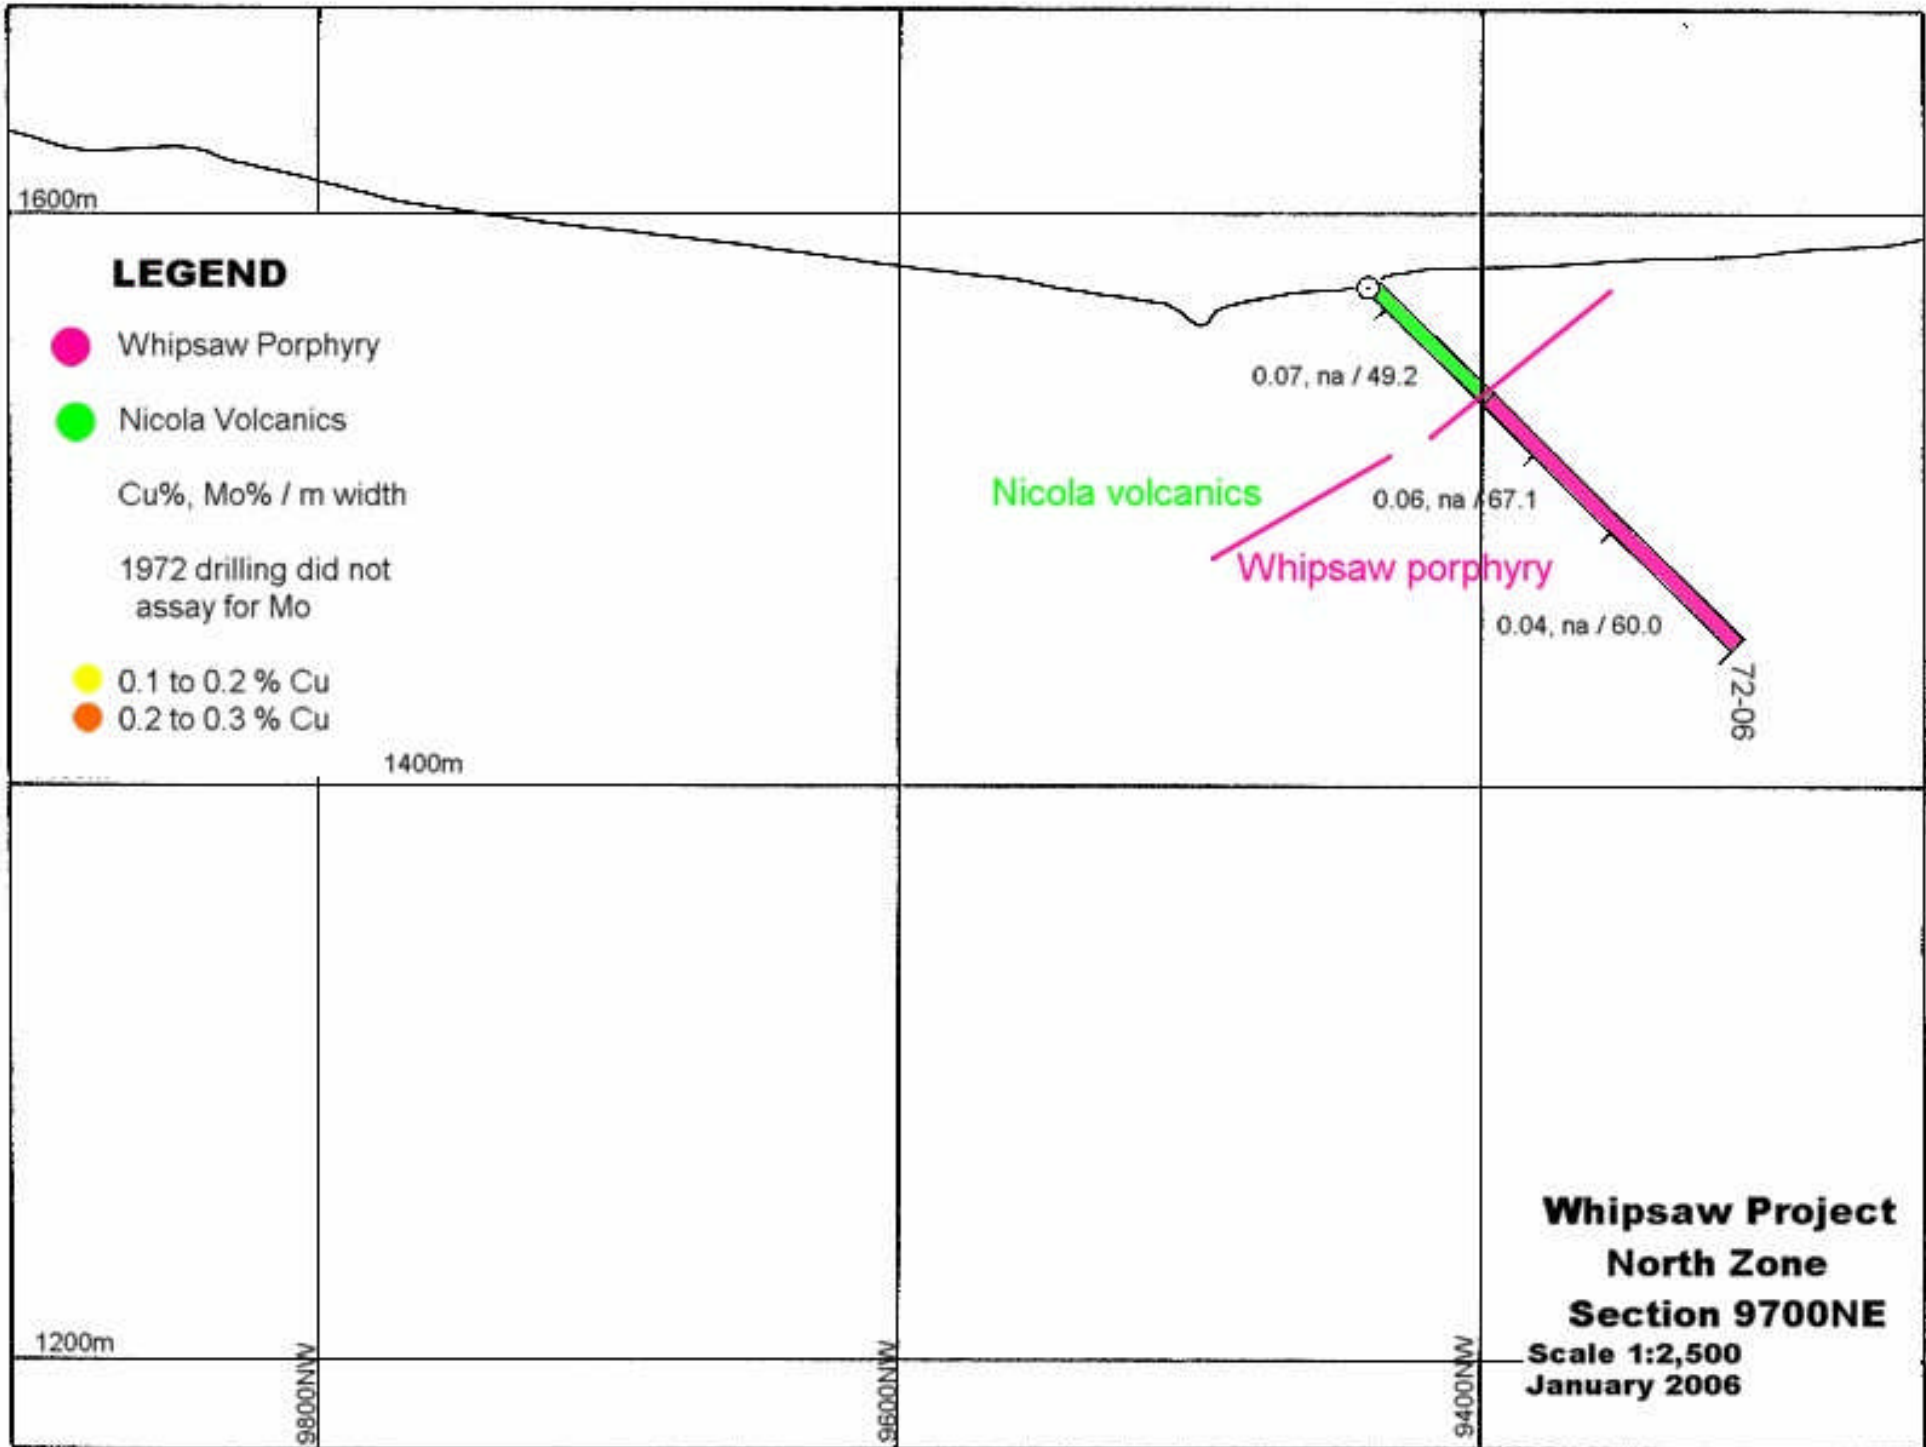 1600m
LEGEND
Whipsaw Porphyry
Nicola Volcanics
Cu%, Mo% / m width
1972 drilling did not
assay for Mo
0.1 to 0.2 % Cu
0.2 to 0.3 % Cu
1400m
0.07, na / 49.2
Nicola volcanics
0.06, na / 67.1
Whipsaw porphyry
0.04, na / 60.0
72-06
1200m
9800NW
9600NW
9400NW
Whipsaw Project
North Zone
Section 9700NE
Scale 1:2,500
January 2006